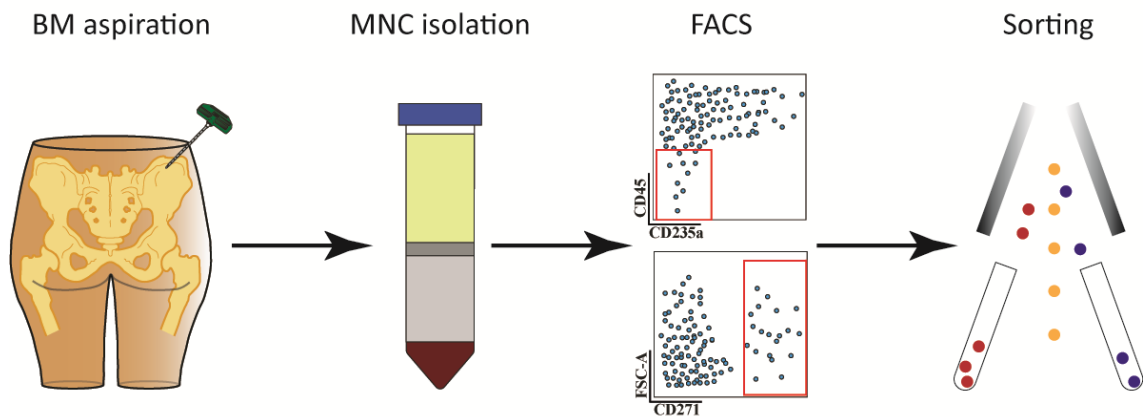 BM aspiration
MNC isolation
FACS
Sorting
CD45
CD235a
FSC-A
CD271